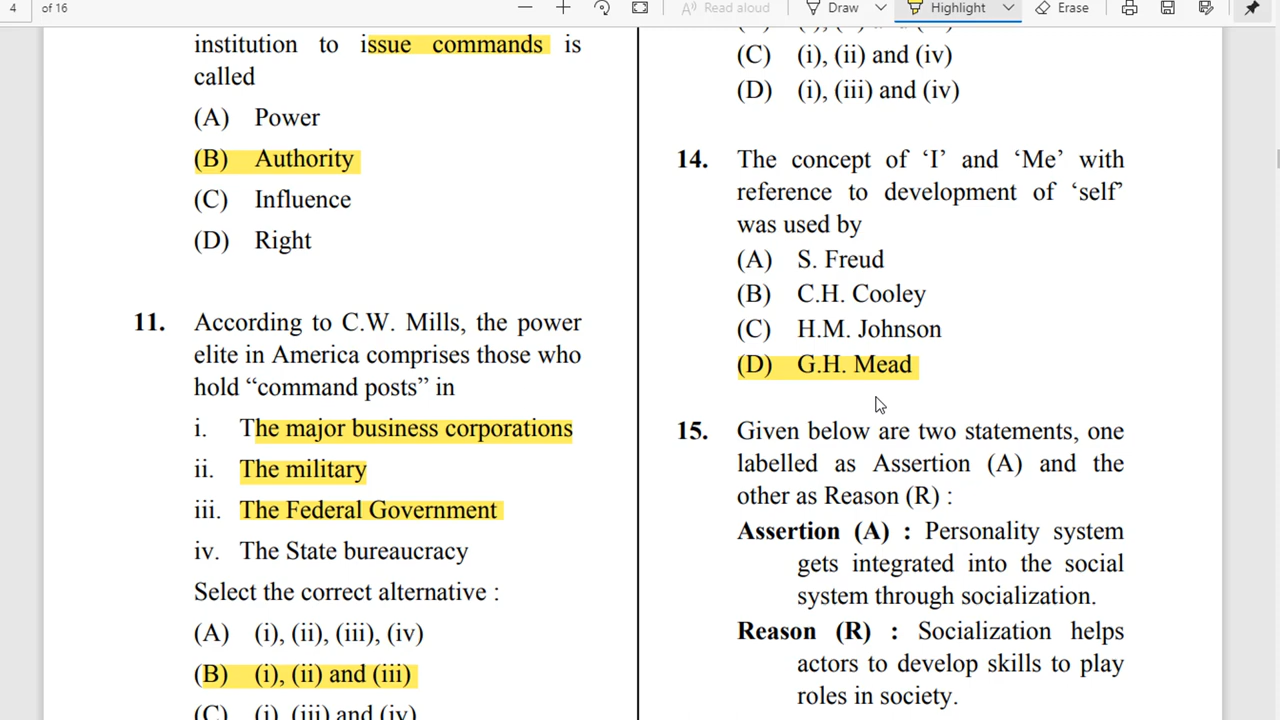 4 of 16 Read aloud Draw Highlight Erase
institution to issue commands is
called
(A) Power
(B) Authority
(C) Influence
(D) Right
11. According to C.W. Mills, the power
elite in America comprises those who
hold “command posts” in
i. The major business corporations
ii. The military
iii. The Federal Government
iv. The State bureaucracy
Select the correct alternative :
(A) (i), (ii), (iii), (iv)
(B) (i), (ii) and (iii)
(C) (i), (iii) and (iv)
(C) (i), (ii) and (iv)
(D) (i), (iii) and (iv)
14. The concept of ‘I’ and ‘Me’ with
reference to development of ‘self’
was used by
(A) S. Freud
(B) C.H. Cooley
(C) H.M. Johnson
(D) G.H. Mead
15. Given below are two statements, one
labelled as Assertion (A) and the
other as Reason (R) :
Assertion (A) : Personality system
gets integrated into the social
system through socialization.
Reason (R) : Socialization helps
actors to develop skills to play
roles in society.